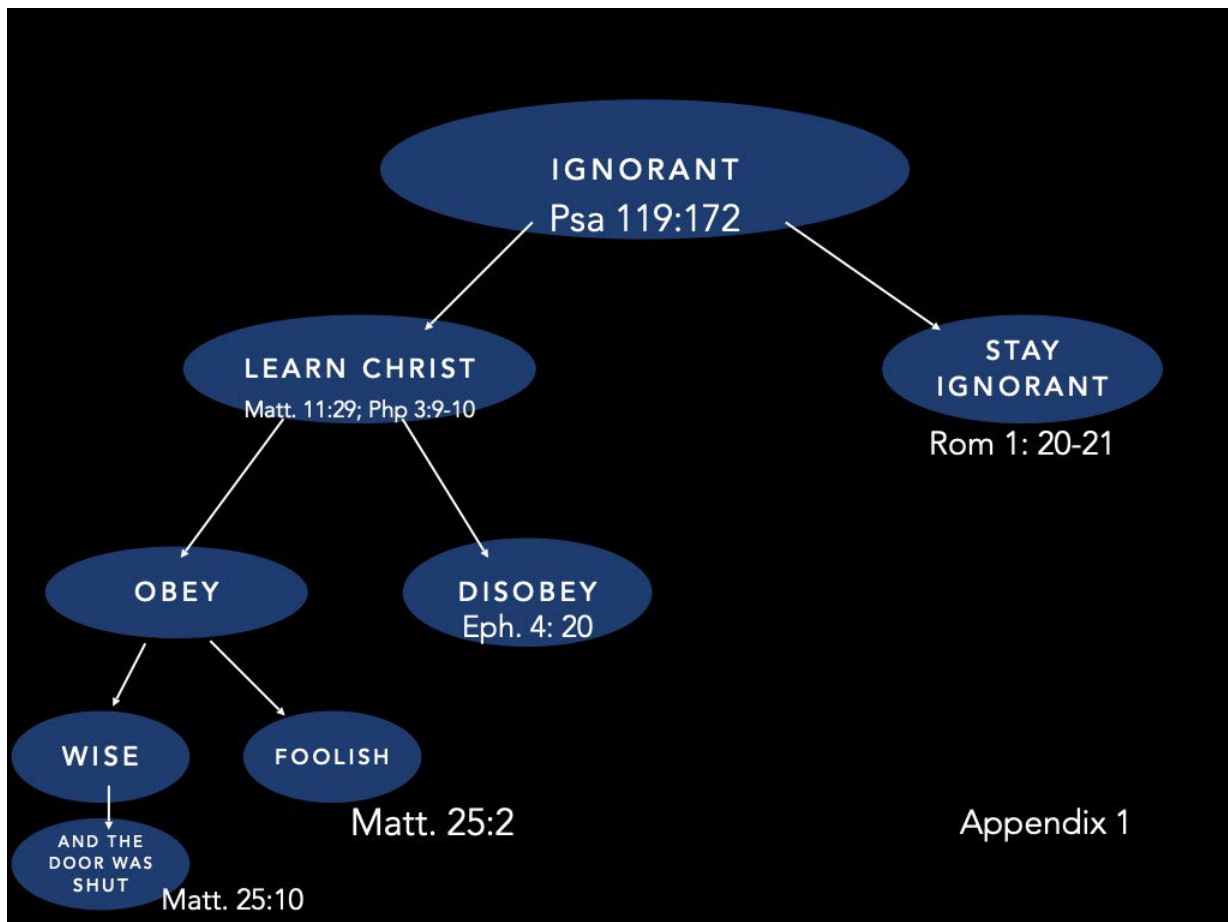 IGNORANT
Psa 119:172
LEARN CHRIST
Matt. 11:29; Php 3:9-10
STAY
IGNORANT
Rom 1: 20-21
OBEY
DISOBEY
Eph. 4: 20
WISE
FOOLISH
Matt. 25:2
Appendix 1
AND THE
DOOR WAS
SHUT
Matt. 25:10